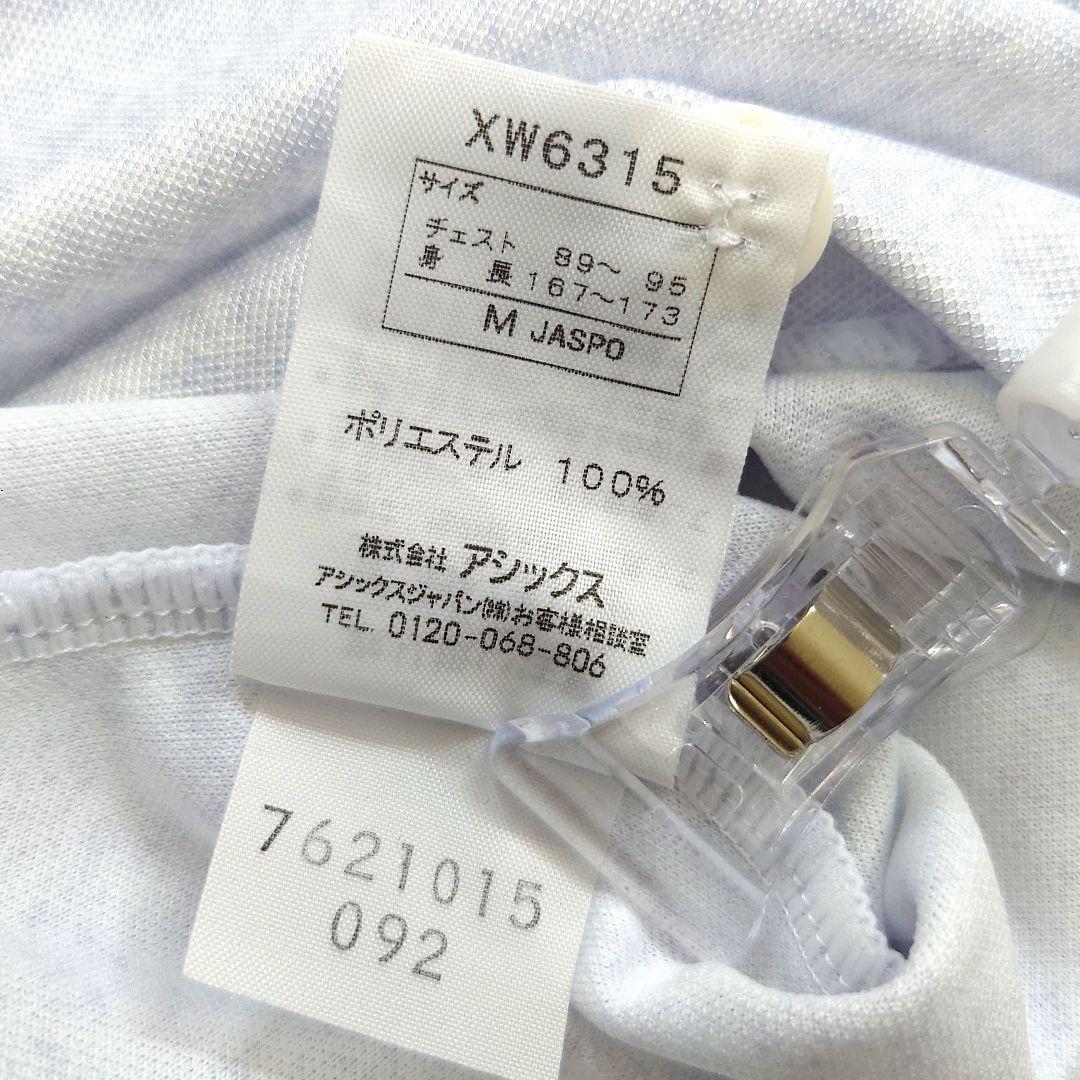 XW6315
サイズ
チェスト 89～ 95
身 長 167～173
M JASPO
ポリエステル 100%
株式会社 アシックス
アシックスジャパン㈱お客様相談室
TEL. 0120-068-806
7621015
092